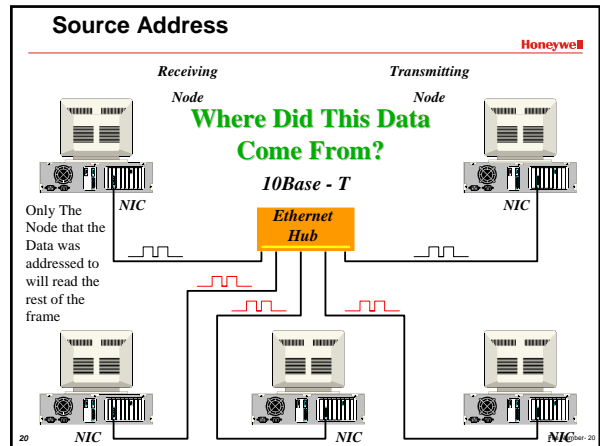 Source Address
Honeywell
Receiving
Node
Transmitting
Node
Where Did This Data
Come From?
10Base - T
Ethernet
Hub
NIC
NIC
Only The
Node that the
Data was
addressed to
will read the
rest of the
frame
20
NIC
NIC
NIC